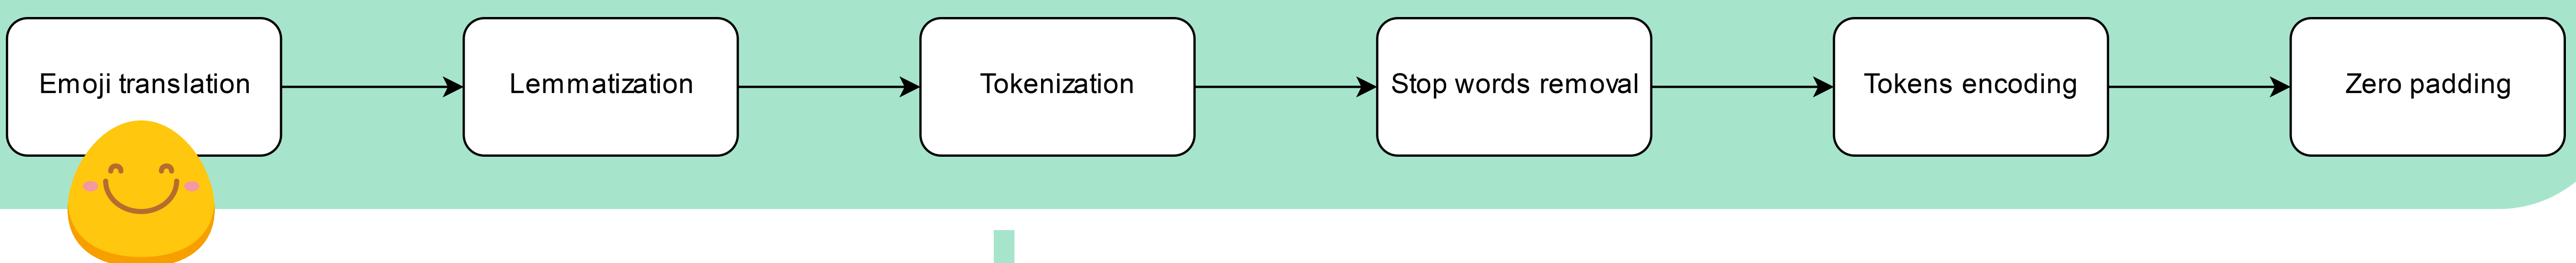 Emoji translation
Lemmatization
Tokenization
Stop words removal
Tokens encoding
Zero padding